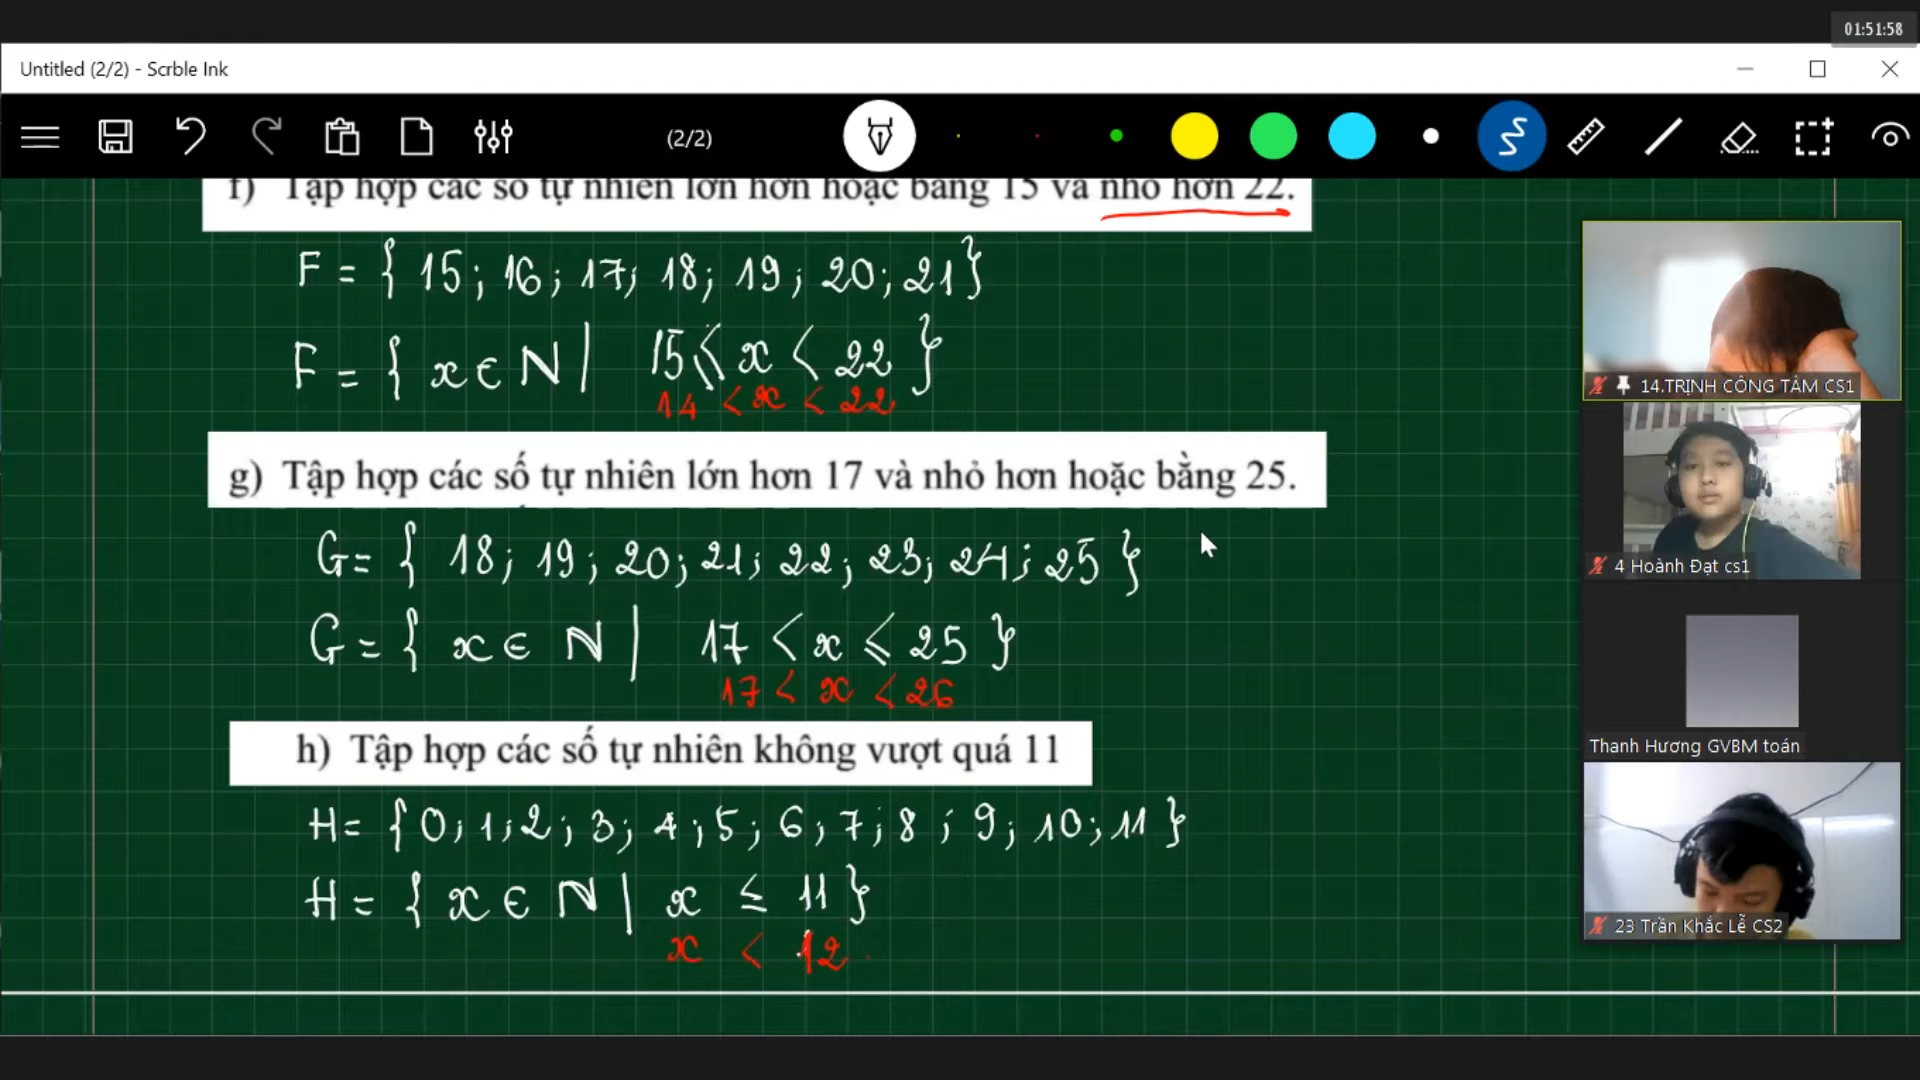 01:51:58
Untitled (2/2) - Scrble Ink
(2/2)
f) Tập hợp các số tự nhiên lớn hơn hoặc bằng 15 và nhỏ hơn 22.
F = { 15; 16; 17; 18; 19; 20; 21}
F = { x ∈ N | 15 ≤ x < 22 }
14 < x < 22
g) Tập hợp các số tự nhiên lớn hơn 17 và nhỏ hơn hoặc bằng 25.
G = { 18; 19; 20; 21; 22; 23; 24; 25 }
G = { x ∈ N | 17 < x ≤ 25 }
17 < x < 26
h) Tập hợp các số tự nhiên không vượt quá 11
H = { 0; 1; 2; 3; 4; 5; 6; 7; 8; 9; 10; 11 }
H = { x ∈ N | x ≤ 11 }
x < 12
14.TRỊNH CÔNG TÂM CS1
4 Hoành Đạt cs1
Thanh Hương GVBM toán
23 Trần Khắc Lễ CS2